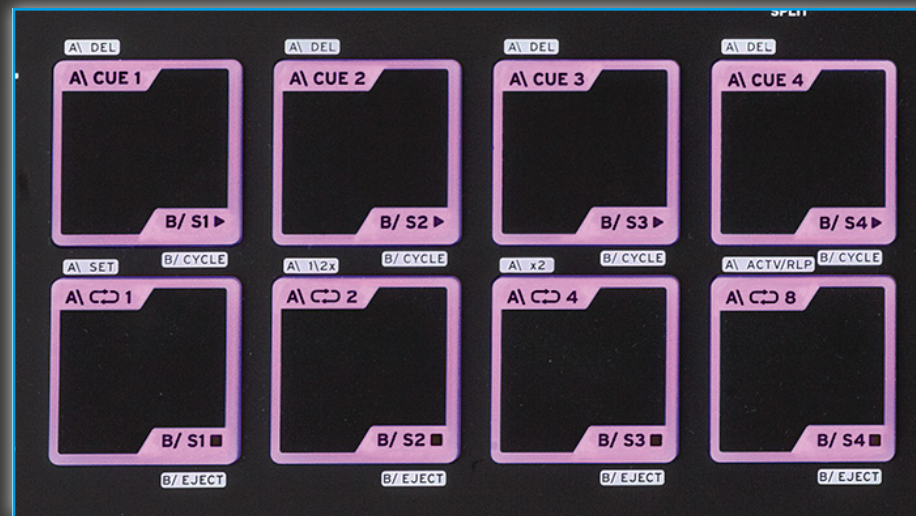 SPLIT
A\ DEL A\ DEL A\ DEL A\ DEL
A\ CUE 1 A\ CUE 2 A\ CUE 3 A\ CUE 4
B/ S1 B/ S2 B/ S3 B/ S4
B/ CYCLE B/ CYCLE B/ CYCLE B/ CYCLE
A\ SET A\ 1\2x A\ x2 A\ ACTV/RLP
A\ 1 A\ 2 A\ 4 A\ 8
B/ S1 B/ S2 B/ S3 B/ S4
B/ EJECT B/ EJECT B/ EJECT B/ EJECT